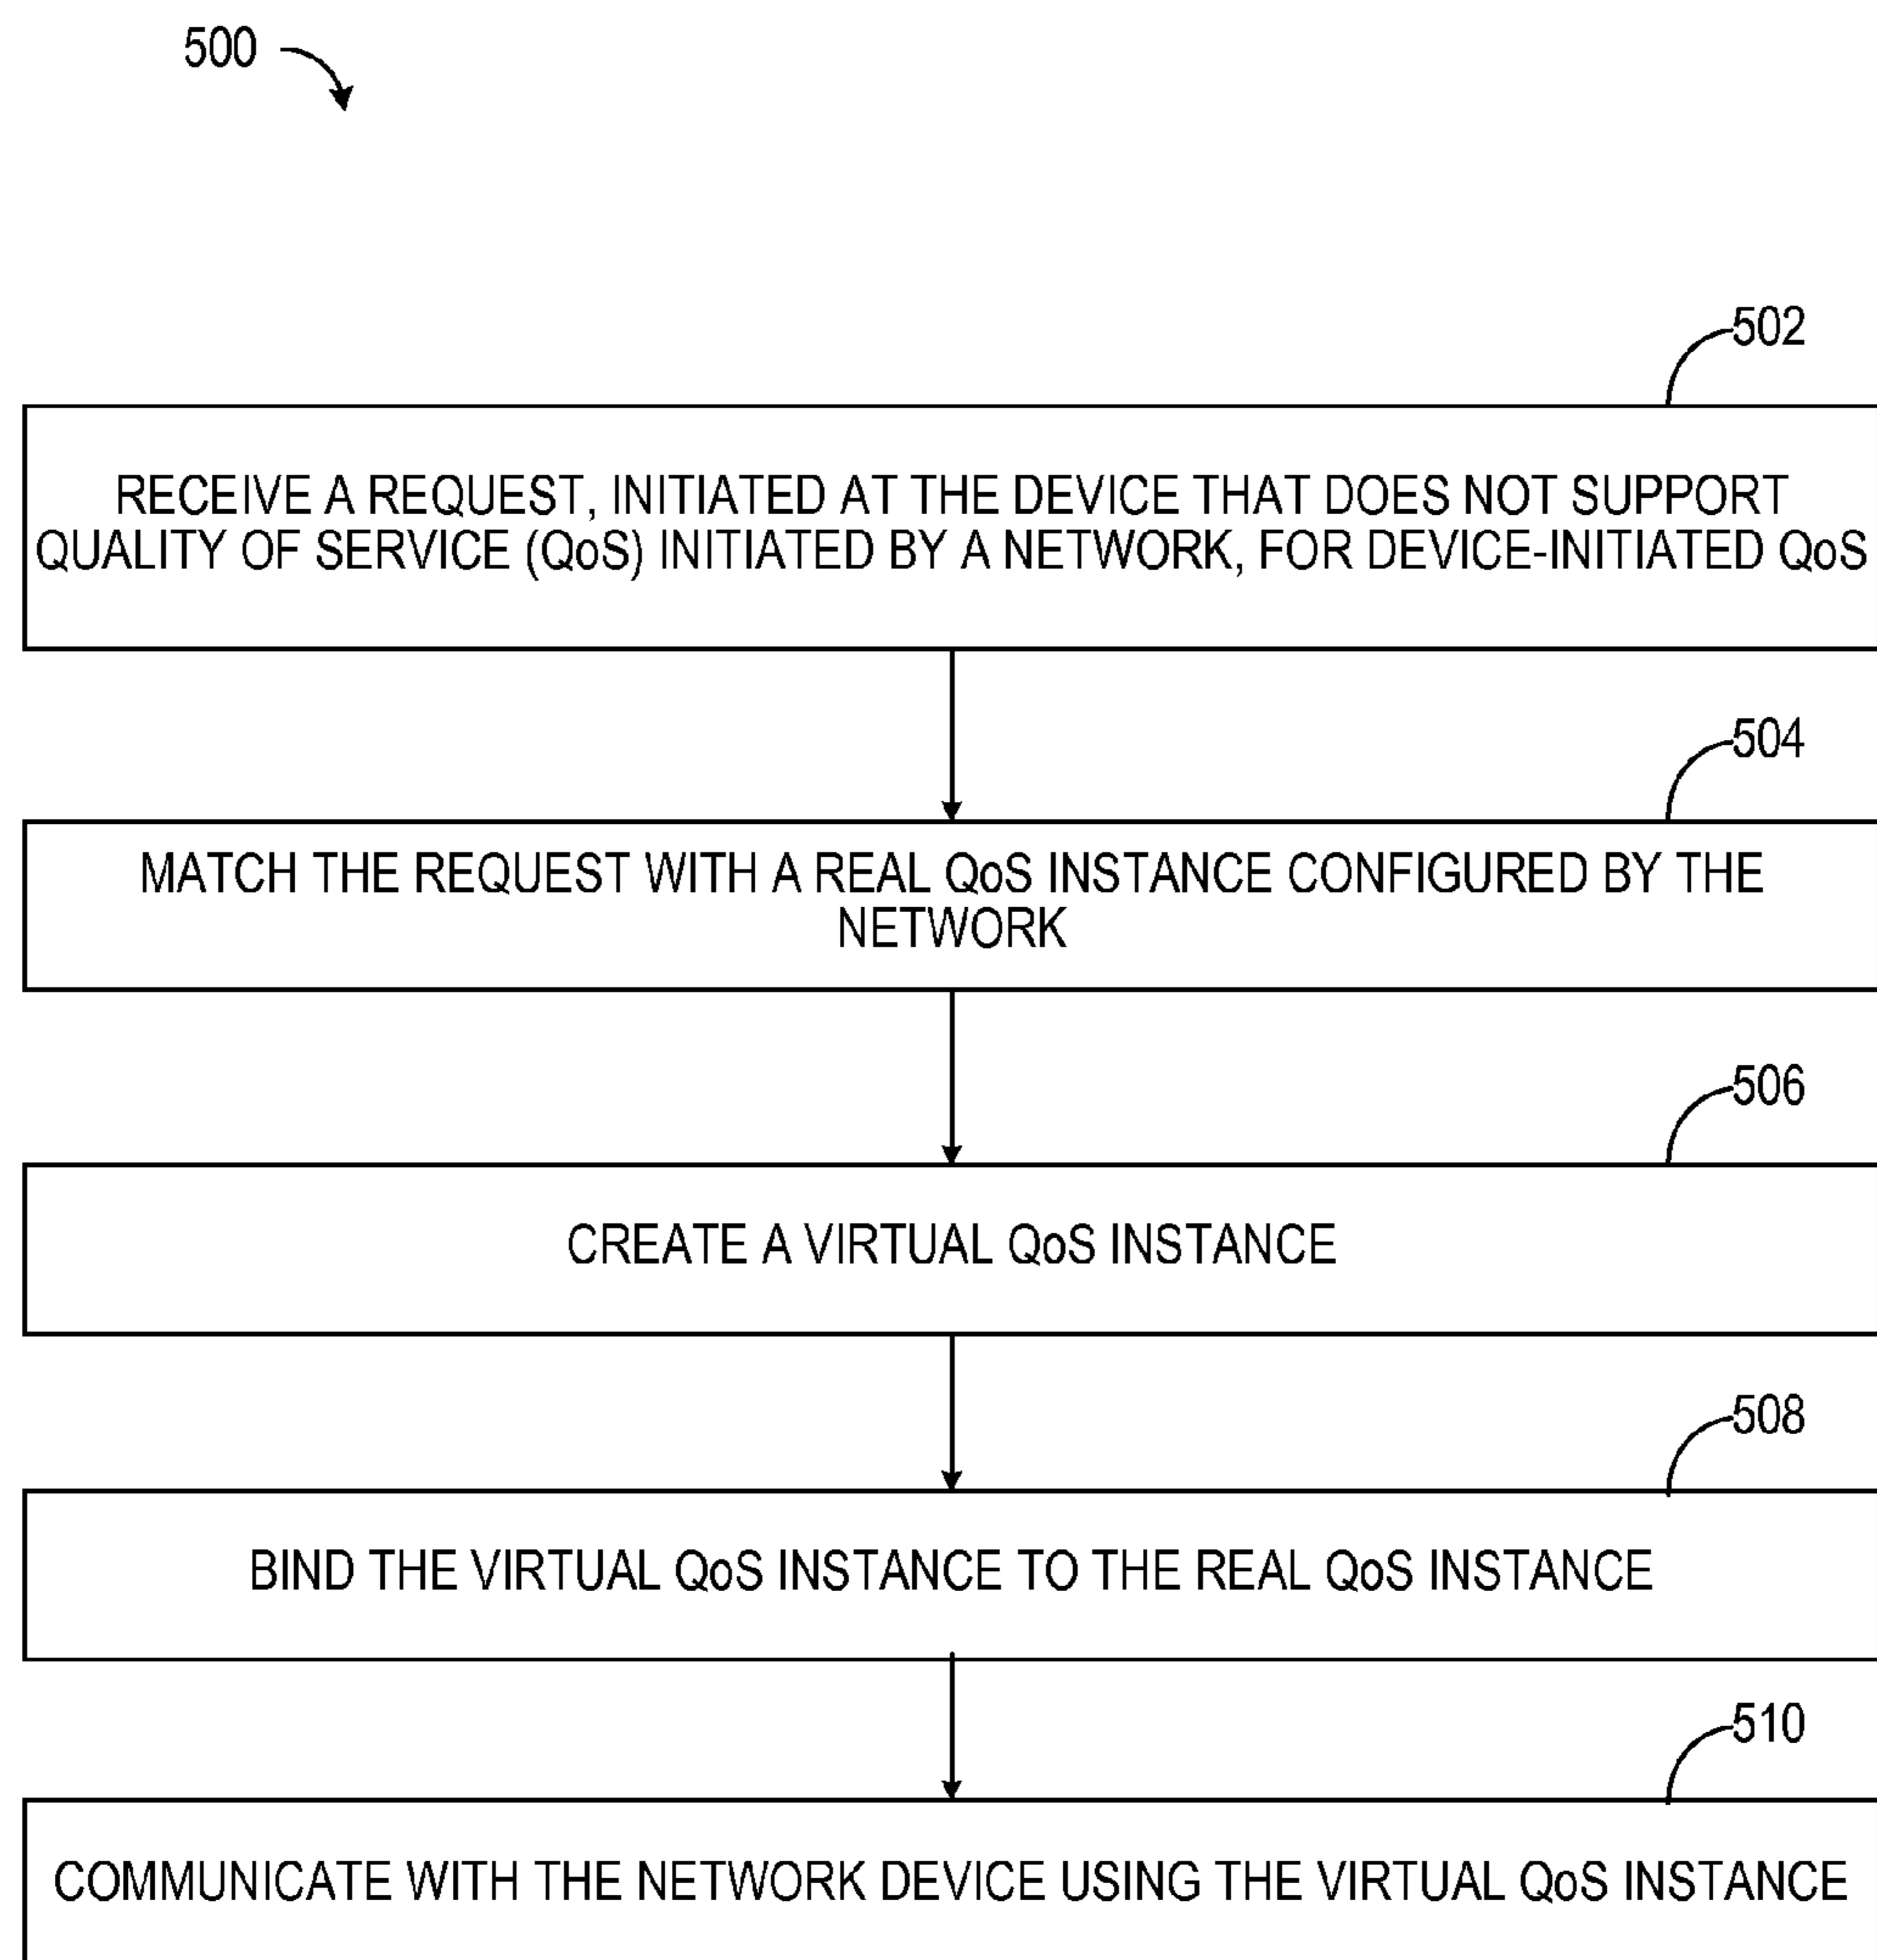 500
502
RECEIVE A REQUEST, INITIATED AT THE DEVICE THAT DOES NOT SUPPORT
QUALITY OF SERVICE (QoS) INITIATED BY A NETWORK, FOR DEVICE-INITIATED QoS
504
MATCH THE REQUEST WITH A REAL QoS INSTANCE CONFIGURED BY THE
NETWORK
506
CREATE A VIRTUAL QoS INSTANCE
508
BIND THE VIRTUAL QoS INSTANCE TO THE REAL QoS INSTANCE
510
COMMUNICATE WITH THE NETWORK DEVICE USING THE VIRTUAL QoS INSTANCE